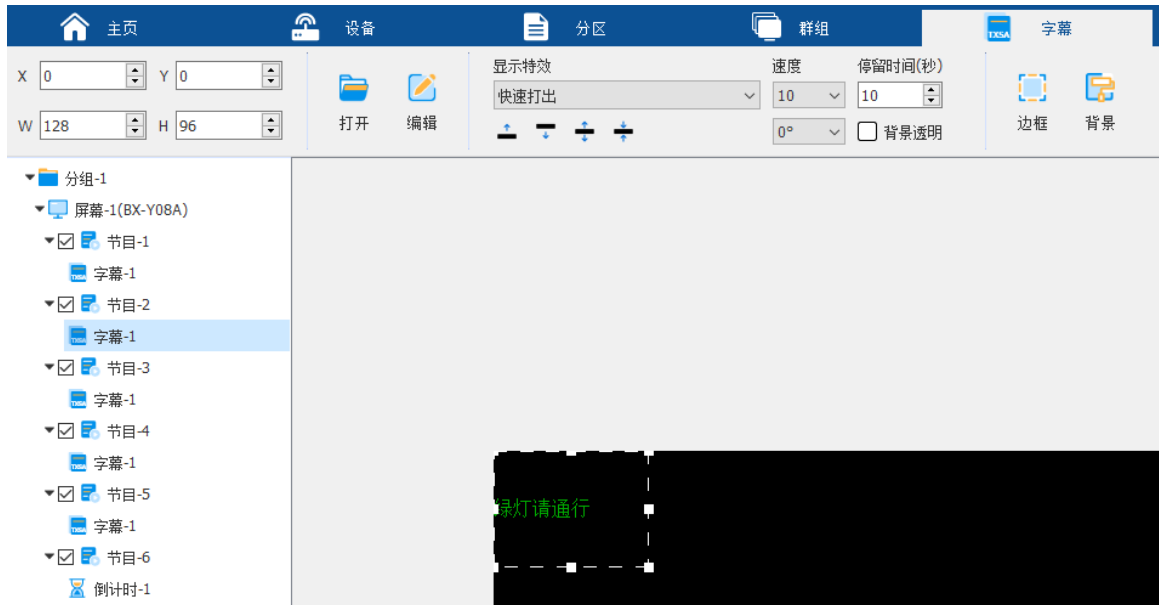 主页 设备 分区 群组 TXSA 字幕
X 0 Y 0 显示特效 速度 停留时间(秒)
快速打出 10 10
W 128 H 96 打开 编辑 0° 背景透明 边框 背景
分组-1
屏幕-1(BX-Y08A)
节目-1
TXSA 字幕-1
节目-2
TXSA 字幕-1
节目-3
TXSA 字幕-1
节目-4
TXSA 字幕-1
节目-5
TXSA 字幕-1
节目-6
倒计时-1
绿灯请通行